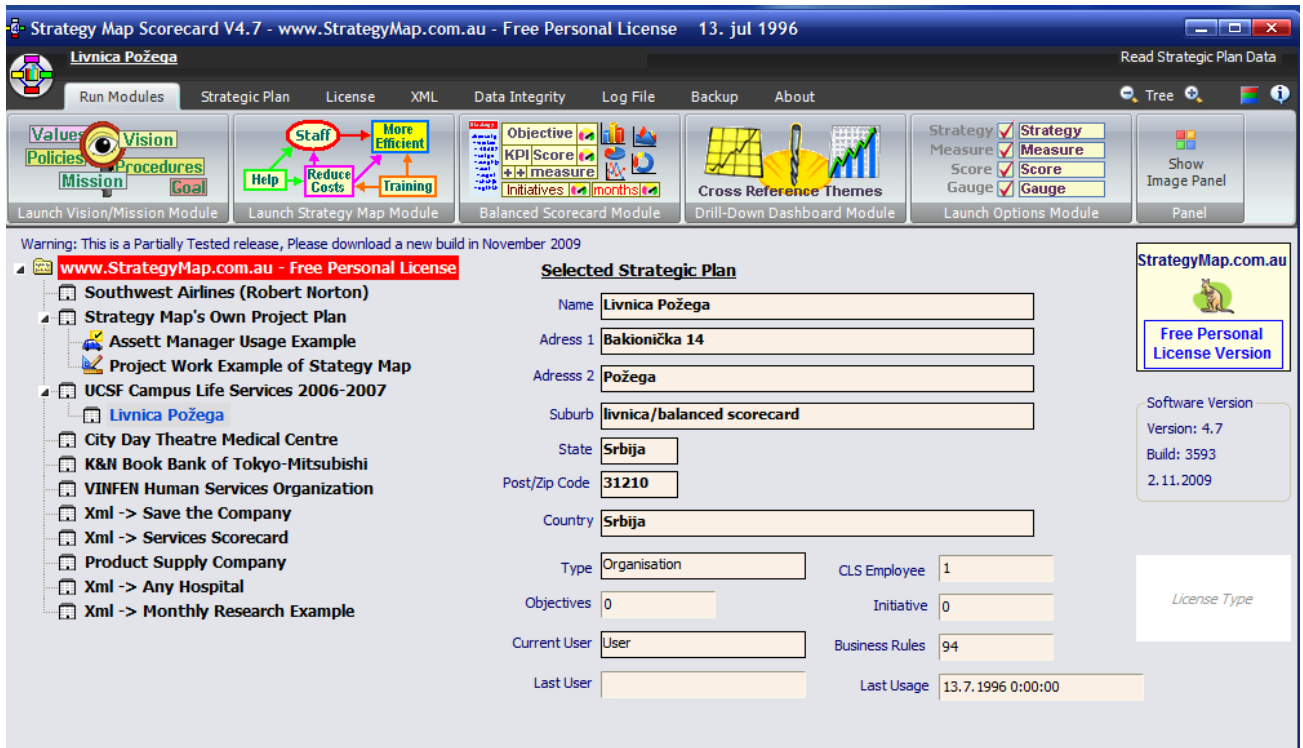 Strategy Map Scorecard V4.7 - www.StrategyMap.com.au - Free Personal License 13. jul 1996
Livnica Požega
Read Strategic Plan Data
Run Modules Strategic Plan License XML Data Integrity Log File Backup About Tree
Values Vision
Policies Procedures
Mission Goal
Launch Vision/Mission Module
Staff More Efficient
Help Reduce Costs Training
Launch Strategy Map Module
Strategy
Objective
KPI Score
++ measure
Initiatives months
Balanced Scorecard Module
Cross Reference Themes
Drill-Down Dashboard Module
Strategy Strategy
Measure Measure
Score Score
Gauge Gauge
Launch Options Module
Show
Image Panel
Panel
Warning: This is a Partially Tested release, Please download a new build in November 2009
www.StrategyMap.com.au - Free Personal License
Southwest Airlines (Robert Norton)
Strategy Map's Own Project Plan
Assett Manager Usage Example
Project Work Example of Stategy Map
UCSF Campus Life Services 2006-2007
Livnica Požega
City Day Theatre Medical Centre
K&N Book Bank of Tokyo-Mitsubishi
VINFEN Human Services Organization
Xml -> Save the Company
Xml -> Services Scorecard
Product Supply Company
Xml -> Any Hospital
Xml -> Monthly Research Example
Selected Strategic Plan
Name Livnica Požega
Adress 1 Bakionička 14
Adresss 2 Požega
Suburb livnica/balanced scorecard
State Srbija
Post/Zip Code 31210
Country Srbija
Type Organisation CLS Employee 1
Objectives 0 Initiative 0
Current User User Business Rules 94
Last User Last Usage 13.7.1996 0:00:00
StrategyMap.com.au
Free Personal
License Version
Software Version
Version: 4.7
Build: 3593
2.11.2009
License Type